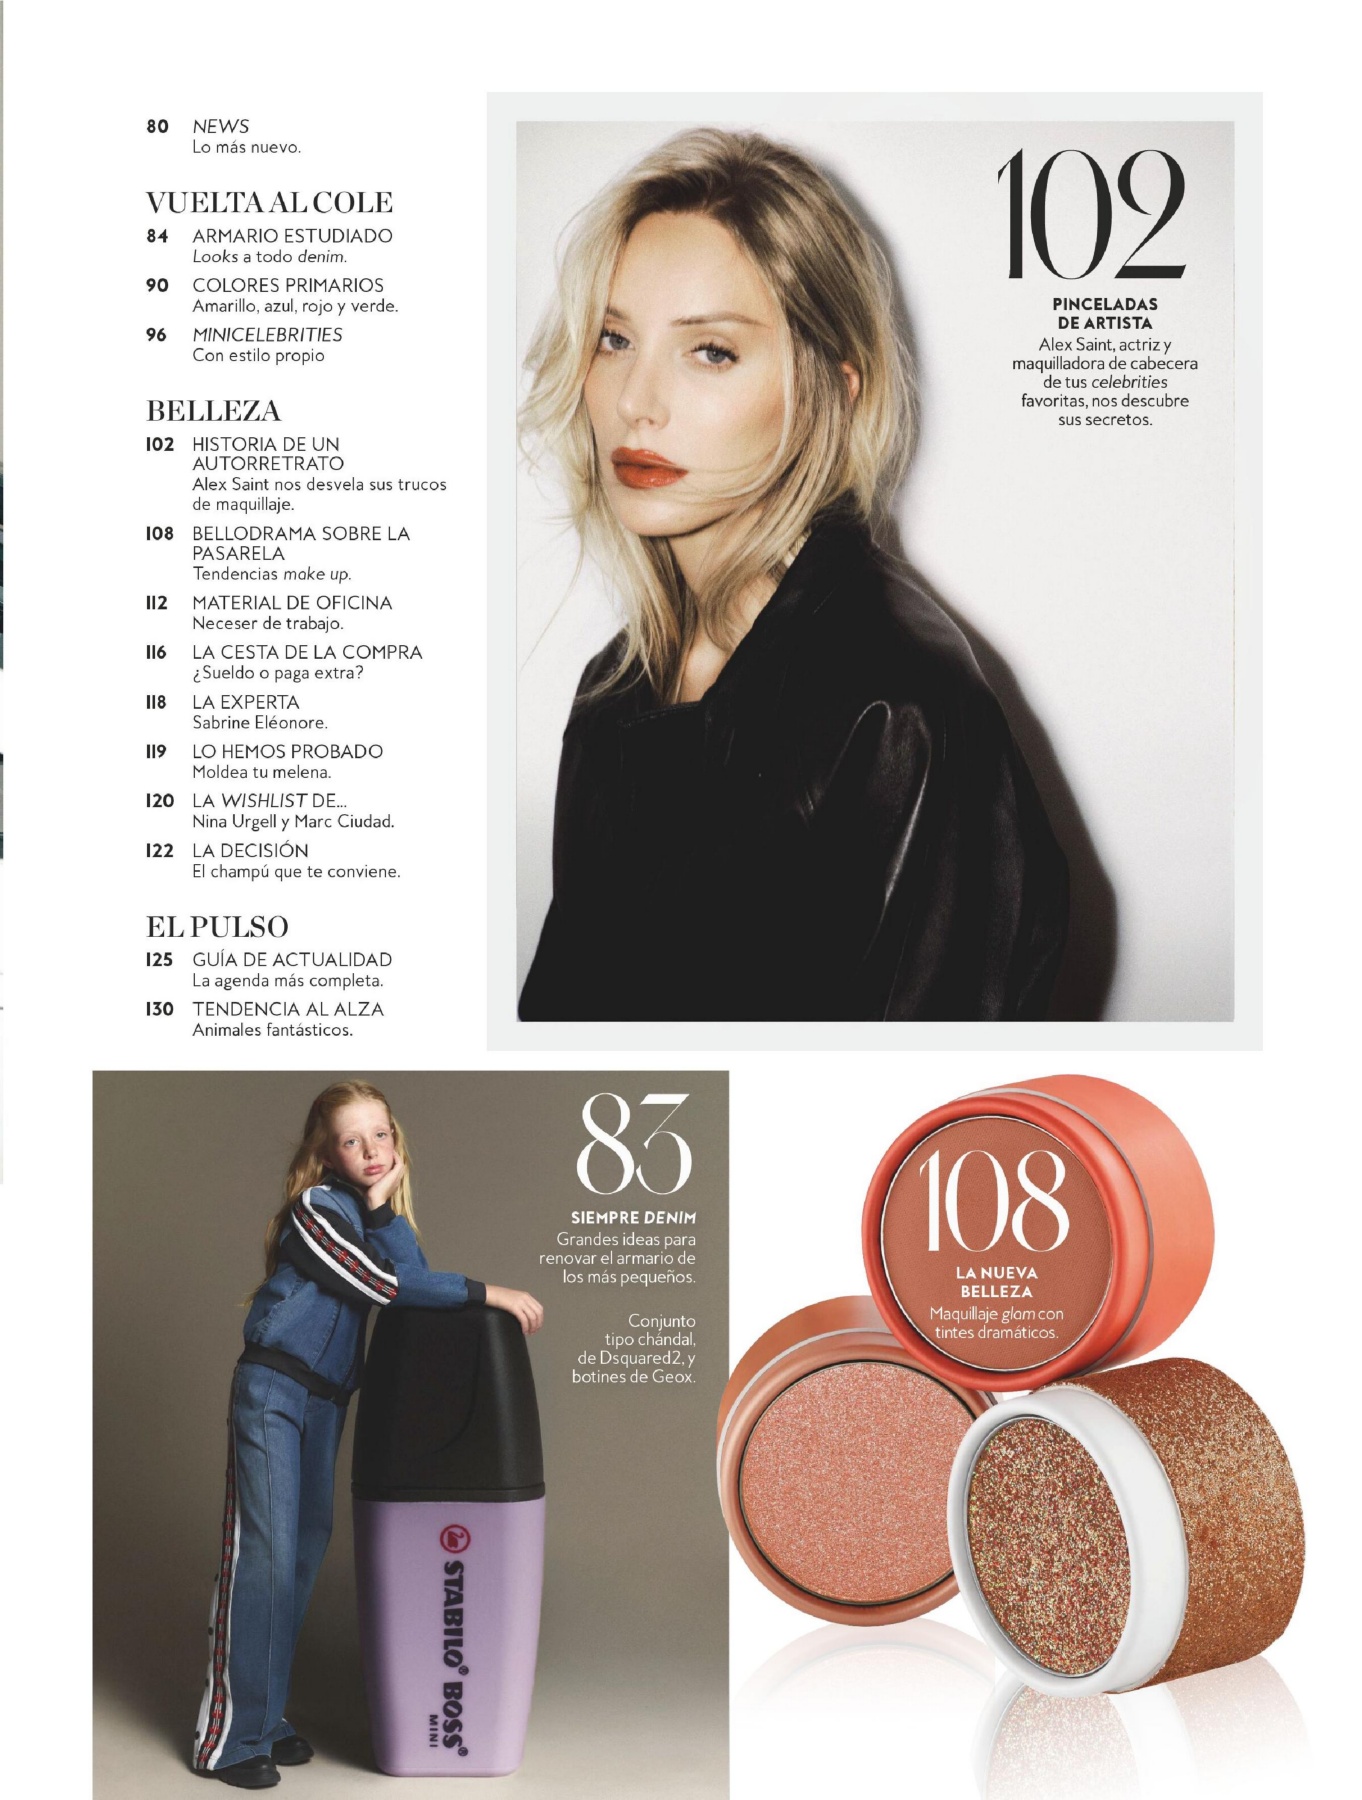 80 NEWS
Lo más nuevo.
VUELTA AL COLE
84 ARMARIO ESTUDIADO
Looks a todo denim.
90 COLORES PRIMARIOS
Amarillo, azul, rojo y verde.
96 MINICELEBRITIES
Con estilo propio
BELLEZA
102 HISTORIA DE UN
AUTORRETRATO
Alex Saint nos desvela sus trucos
de maquillaje.
108 BELLODRAMA SOBRE LA
PASARELA
Tendencias make up.
112 MATERIAL DE OFICINA
Neceser de trabajo.
116 LA CESTA DE LA COMPRA
¿Sueldo o paga extra?
118 LA EXPERTA
Sabrine Eléonore.
119 LO HEMOS PROBADO
Moldea tu melena.
120 LA WISHLIST DE...
Nina Urgell y Marc Ciudad.
122 LA DECISIÓN
El champú que te conviene.
EL PULSO
125 GUÍA DE ACTUALIDAD
La agenda más completa.
130 TENDENCIA AL ALZA
Animales fantásticos.
102
PINCELADAS
DE ARTISTA
Alex Saint, actriz y
maquilladora de cabecera
de tus celebrities
favoritas, nos descubre
sus secretos.
83
SIEMPRE DENIM
Grandes ideas para
renovar el armario de
los más pequeños.
Conjunto
tipo chándal,
de Dsquared2, y
botines de Geox.
STABILO® BOSS®
MINI
108
LA NUEVA
BELLEZA
Maquillaje glam con
tintes dramáticos.